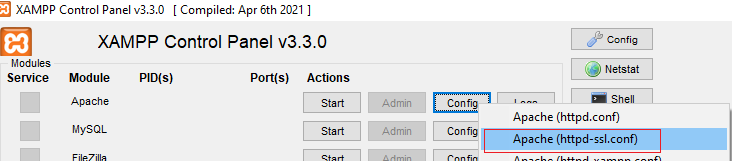 XAMPP Control Panel v3.3.0 [ Compiled: Apr 6th 2021 ]
XAMPP Control Panel v3.3.0
Config
Modules
Service Module PID(s) Port(s) Actions
Netstat
Apache Start Admin Config Logs
Shell
Apache (httpd.conf)
MySQL Start Admin Config
Apache (httpd-ssl.conf)
FileZilla Start Admin Config
Apache (httpd-xampp.conf)